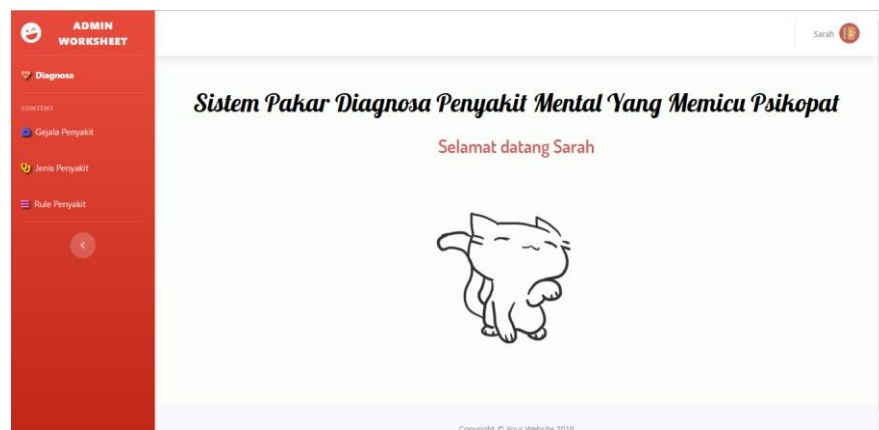 ADMIN
WORKSHEET
Sarah
Diagnosa
CONTENT
Gejala Penyakit
Jenis Penyakit
Rule Penyakit
Sistem Pakar Diagnosa Penyakit Mental Yang Memicu Psikopat
Selamat datang Sarah
Copyright © Your Website 2019